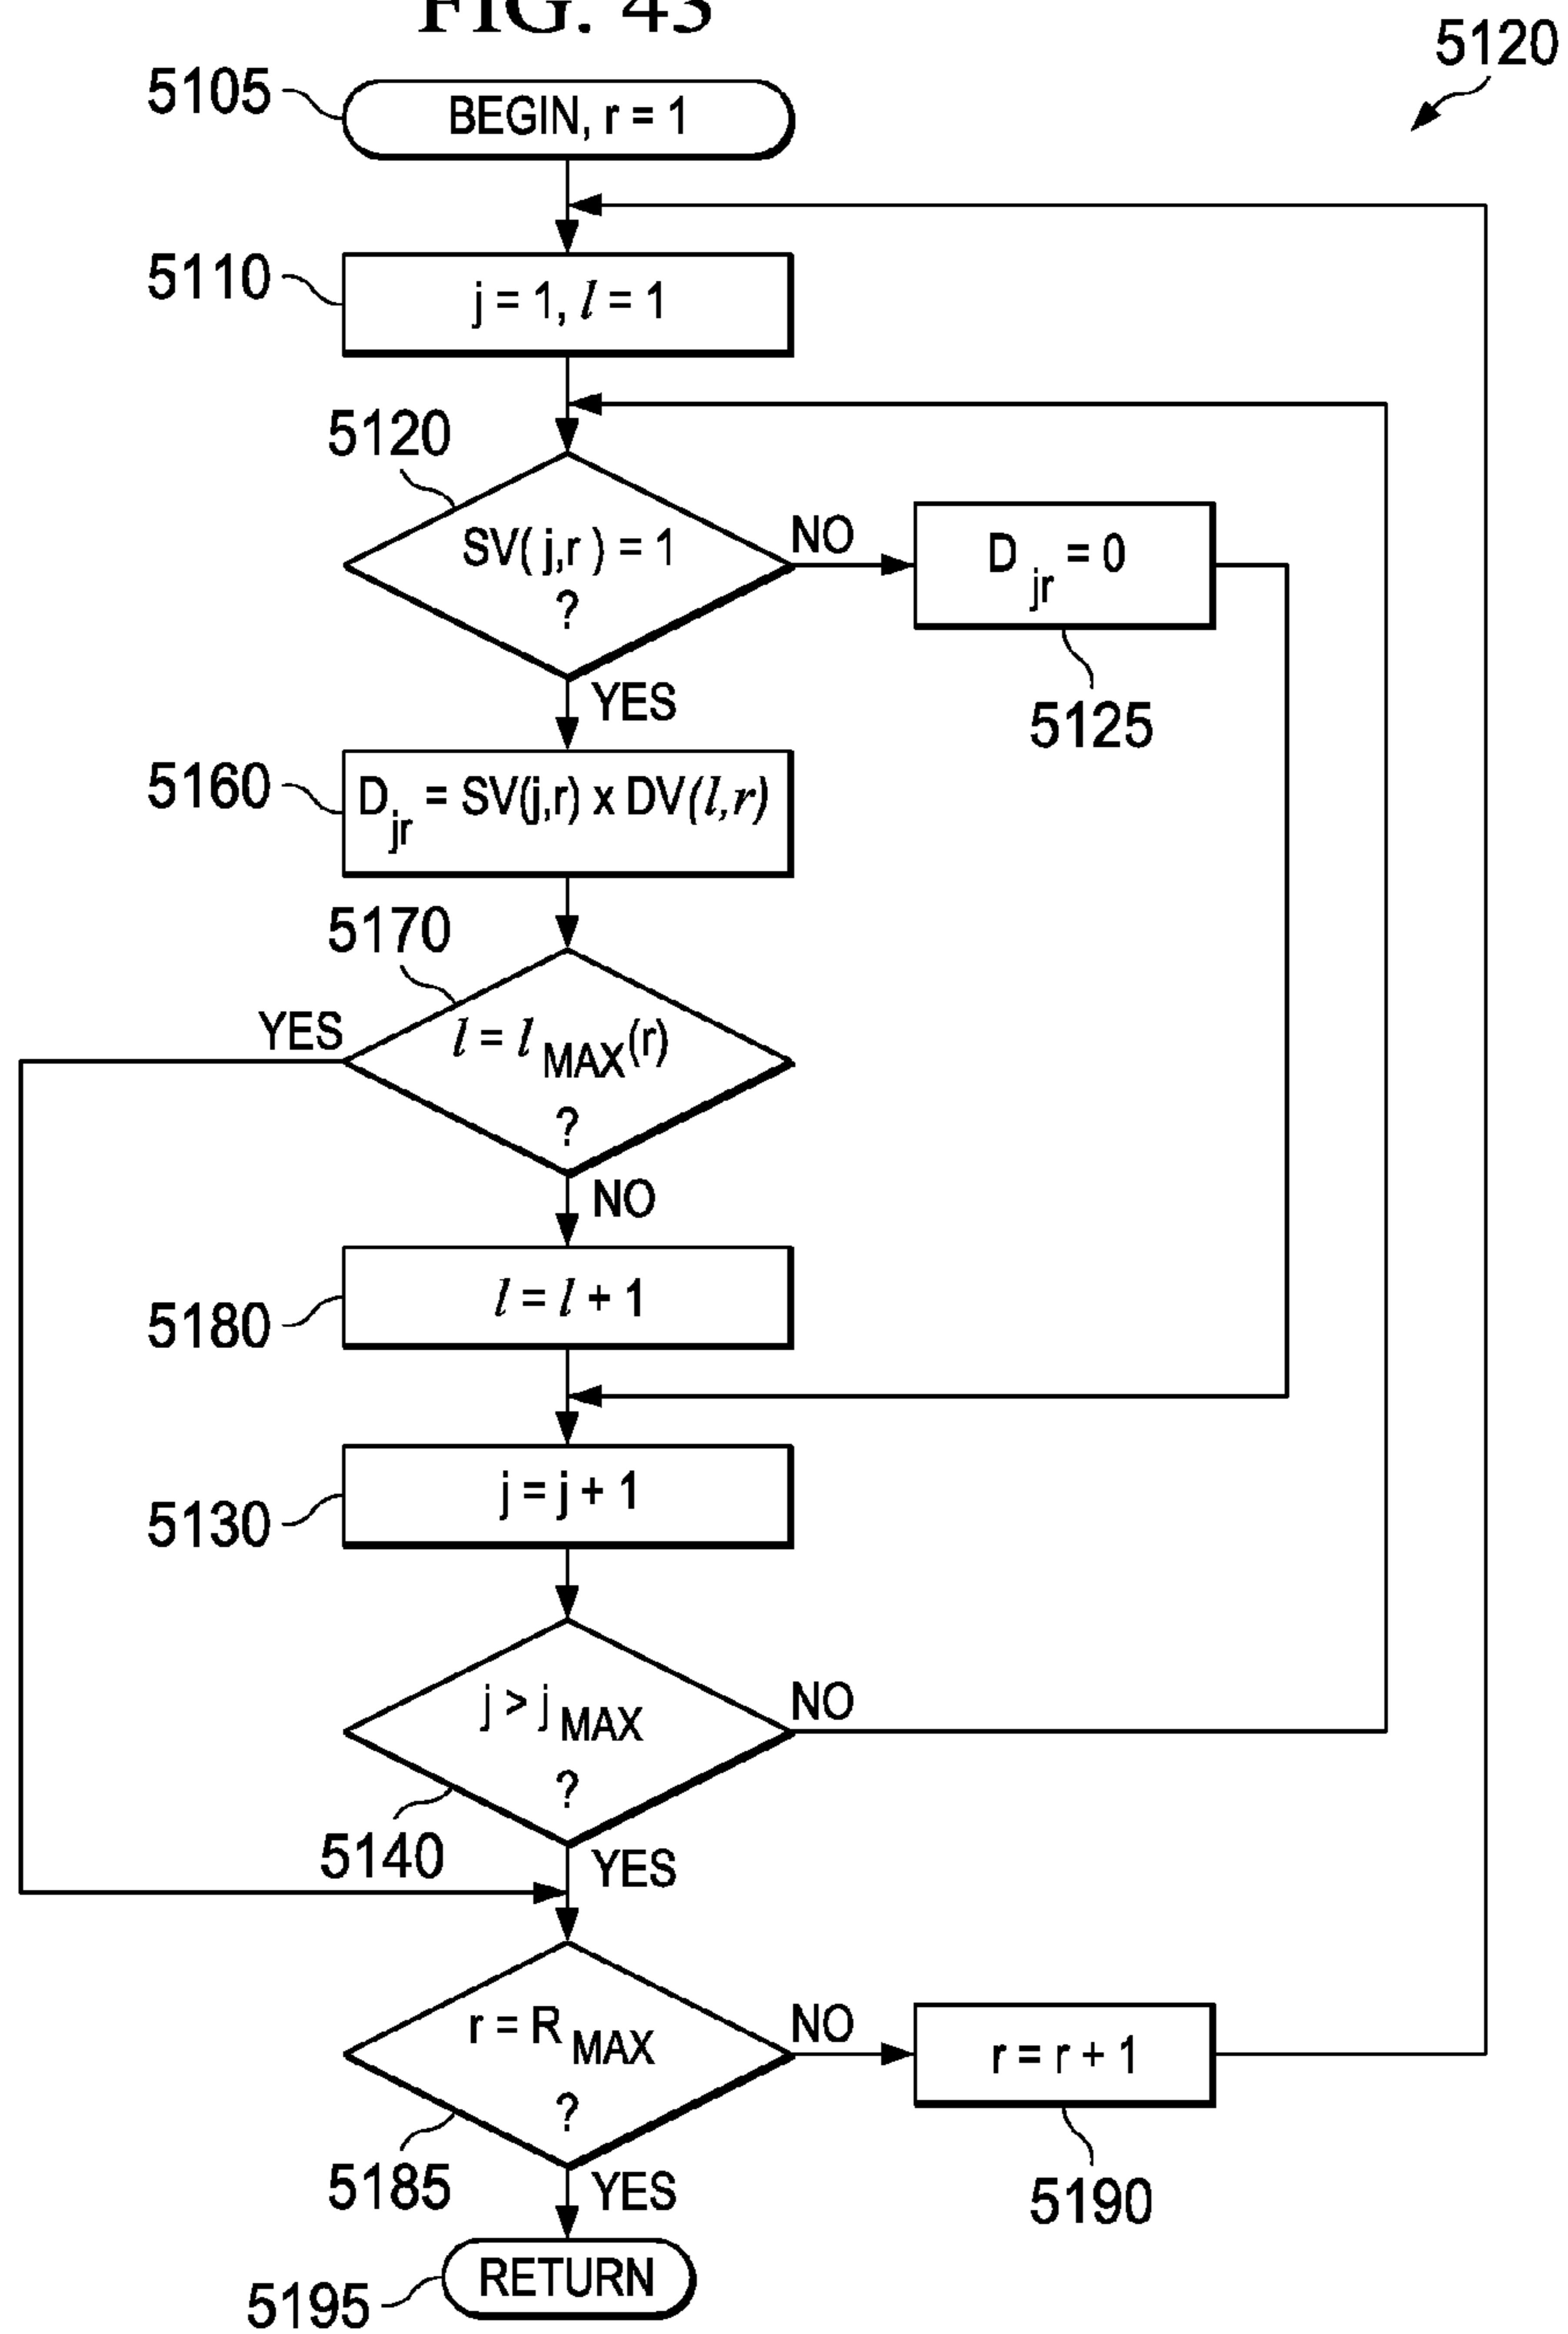 FIG. 43
5120
5105
BEGIN, r = 1
5110
j = 1, l = 1
5120
SV( j,r ) = 1
?
NO
D jr = 0
5125
YES
5160
D jr = SV(j,r) x DV(l,r)
5170
YES
l = l MAX(r)
?
NO
5180
l = l + 1
5130
j = j + 1
j > j MAX
?
NO
5140
YES
r = R MAX
?
NO
r = r + 1
5185
5190
YES
RETURN
5195